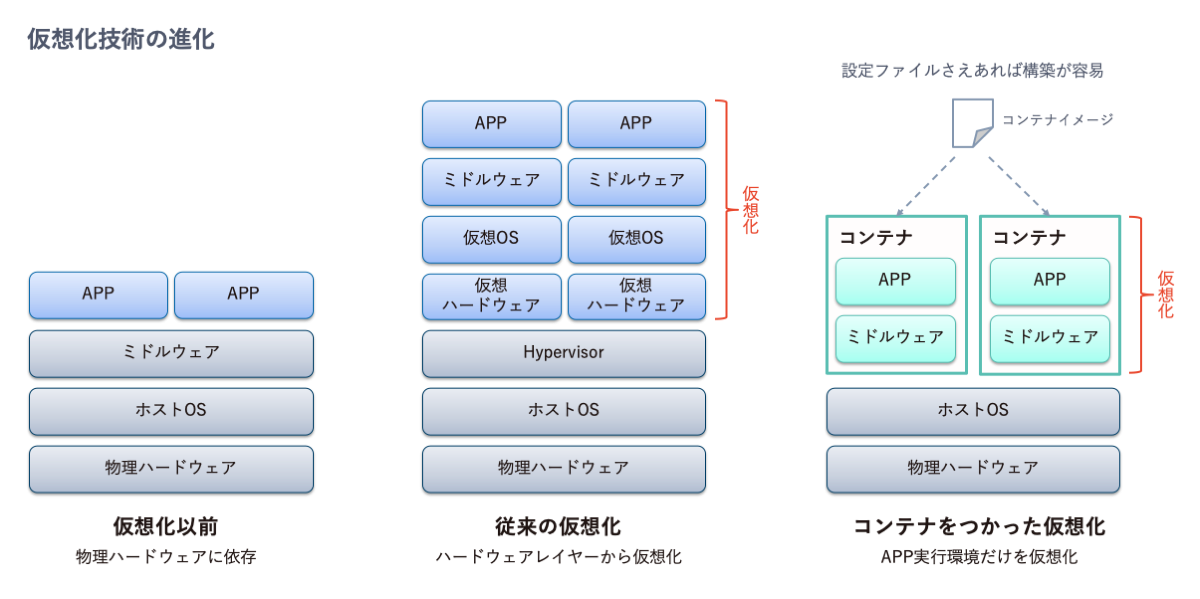 仮想化技術の進化
APP
APP
ミドルウェア
ホストOS
物理ハードウェア
仮想化以前
物理ハードウェアに依存
APP
APP
ミドルウェア
ミドルウェア
仮想OS
仮想OS
仮想
ハードウェア
仮想
ハードウェア
仮想化
Hypervisor
ホストOS
物理ハードウェア
従来の仮想化
ハードウェアレイヤーから仮想化
設定ファイルさえあれば構築が容易
コンテナイメージ
コンテナ
APP
ミドルウェア
コンテナ
APP
ミドルウェア
仮想化
ホストOS
物理ハードウェア
コンテナをつかった仮想化
APP実行環境だけを仮想化